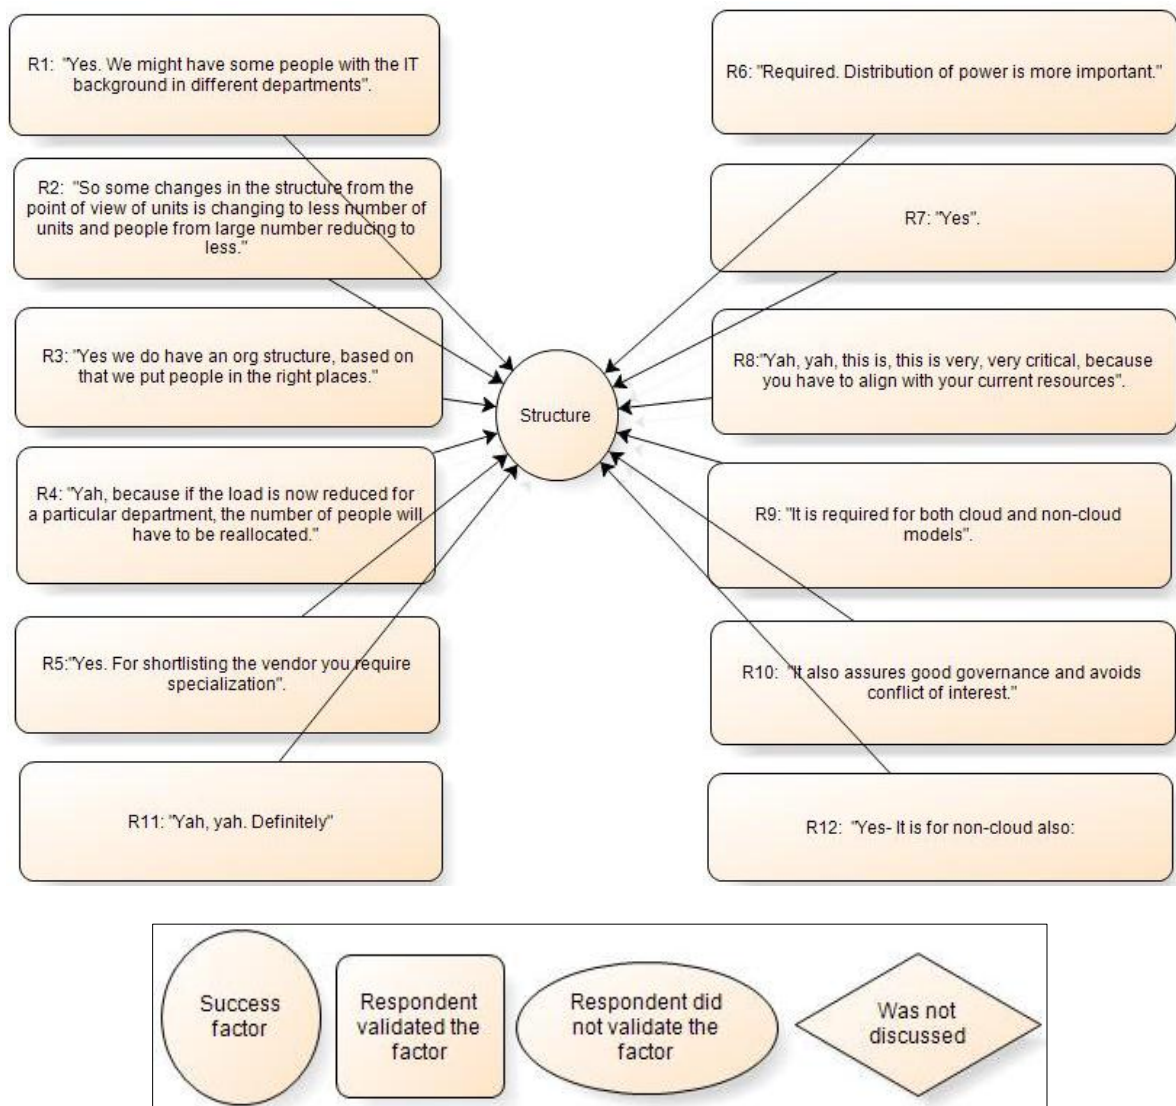 R1: "Yes. We might have some people with the IT
background in different departments".
R2: "So some changes in the structure from the
point of view of units is changing to less number of
units and people from large number reducing to
less."
R3: "Yes we do have an org structure, based on
that we put people in the right places."
R4: "Yah, because if the load is now reduced for
a particular department, the number of people will
have to be reallocated."
R5:"Yes. For shortlisting the vendor you require
specialization".
R11: "Yah, yah. Definitely"
Structure
R6: "Required. Distribution of power is more important."
R7: "Yes".
R8:"Yah, yah, this is, this is very, very critical, because
you have to align with your current resources".
R9: "It is required for both cloud and non-cloud
models".
R10: "It also assures good governance and avoids
conflict of interest."
R12: "Yes- It is for non-cloud also:
Success
factor
Respondent
validated the
factor
Respondent did
not validate the
factor
Was not
discussed